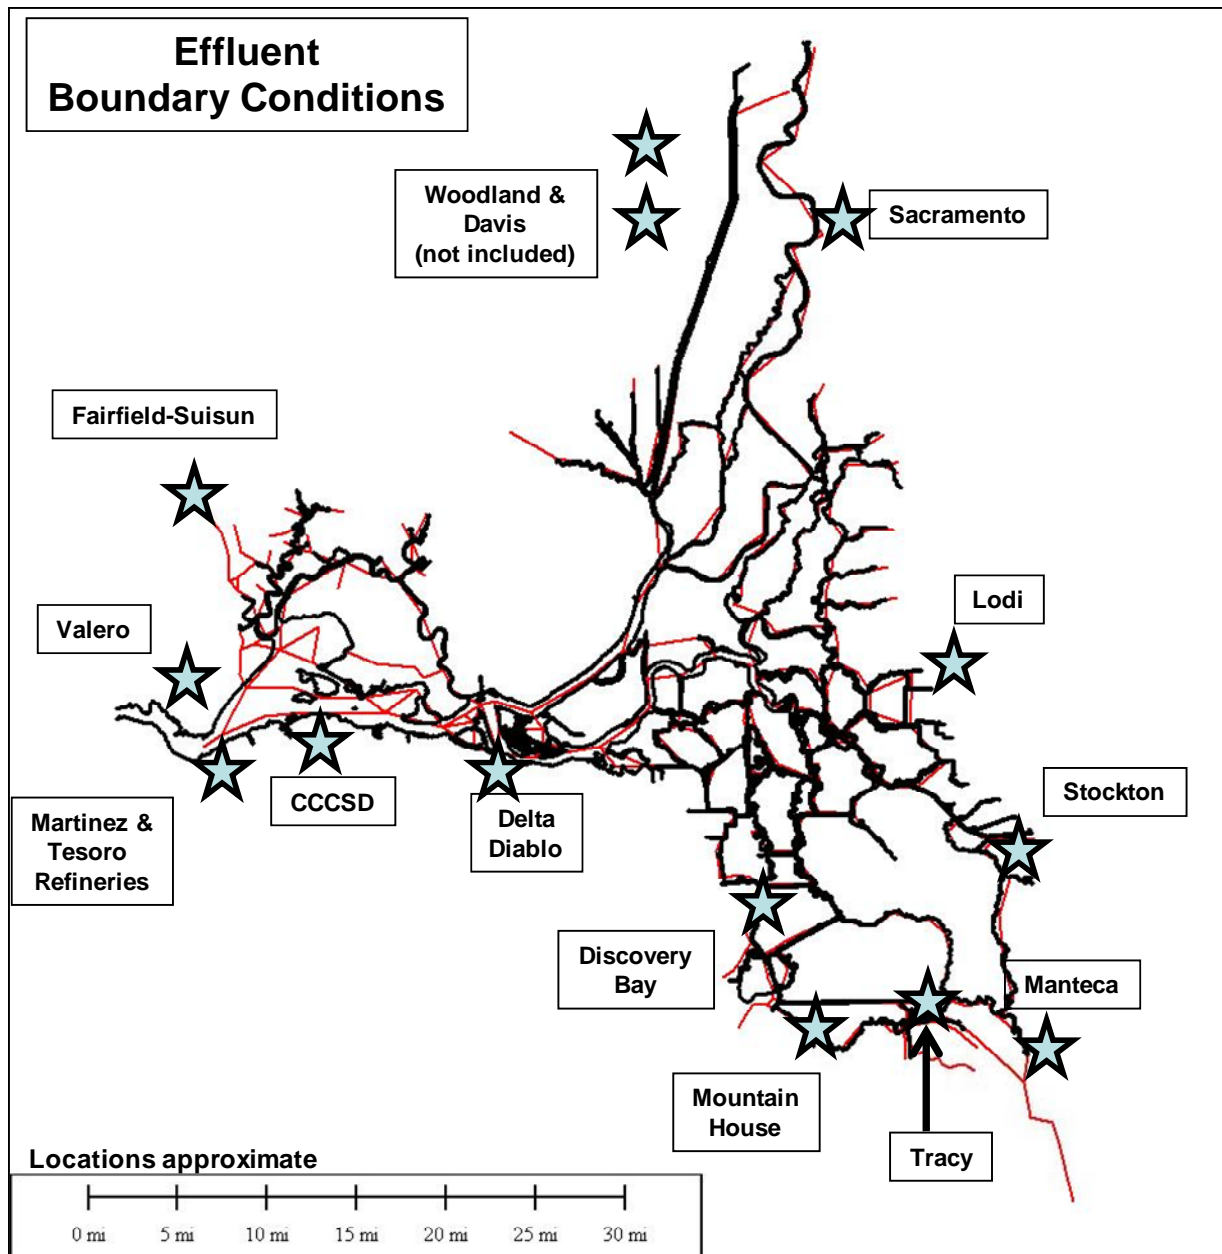 Effluent
Boundary Conditions
Woodland &
Davis
(not included)
Sacramento
Fairfield-Suisun
Valero
Lodi
CCCSD
Delta
Diablo
Martinez &
Tesoro
Refineries
Stockton
Discovery
Bay
Manteca
Mountain
House
Tracy
Locations approximate
0 mi 5 mi 10 mi 15 mi 20 mi 25 mi 30 mi